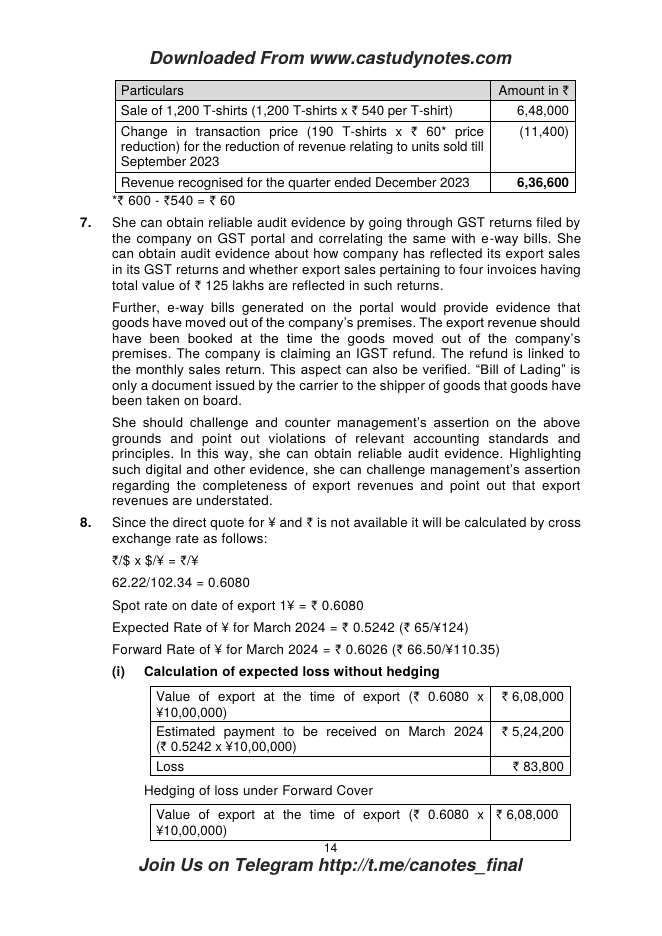 Downloaded From www.castudynotes.com
Particulars Amount in ₹
Sale of 1,200 T-shirts (1,200 T-shirts x ₹ 540 per T-shirt) 6,48,000
Change in transaction price (190 T-shirts x ₹ 60* price (11,400)
reduction) for the reduction of revenue relating to units sold till
September 2023
Revenue recognised for the quarter ended December 2023 6,36,600
*₹ 600 - ₹540 = ₹ 60
7. She can obtain reliable audit evidence by going through GST returns filed by
the company on GST portal and correlating the same with e-way bills. She
can obtain audit evidence about how company has reflected its export sales
in its GST returns and whether export sales pertaining to four invoices having
total value of ₹ 125 lakhs are reflected in such returns.
Further, e-way bills generated on the portal would provide evidence that
goods have moved out of the company's premises. The export revenue should
have been booked at the time the goods moved out of the company's
premises. The company is claiming an IGST refund. The refund is linked to
the monthly sales return. This aspect can also be verified. “Bill of Lading” is
only a document issued by the carrier to the shipper of goods that goods have
been taken on board.
She should challenge and counter management's assertion on the above
grounds and point out violations of relevant accounting standards and
principles. In this way, she can obtain reliable audit evidence. Highlighting
such digital and other evidence, she can challenge management's assertion
regarding the completeness of export revenues and point out that export
revenues are understated.
8. Since the direct quote for ¥ and ₹ is not available it will be calculated by cross
exchange rate as follows:
₹/$ x $/¥ = ₹/¥
62.22/102.34 = 0.6080
Spot rate on date of export 1¥ = ₹ 0.6080
Expected Rate of ¥ for March 2024 = ₹ 0.5242 (₹ 65/¥124)
Forward Rate of ¥ for March 2024 = ₹ 0.6026 (₹ 66.50/¥110.35)
(i) Calculation of expected loss without hedging
Value of export at the time of export (₹ 0.6080 x ₹ 6,08,000
¥10,00,000)
Estimated payment to be received on March 2024 ₹ 5,24,200
(₹ 0.5242 x ¥10,00,000)
Loss ₹ 83,800
Hedging of loss under Forward Cover
Value of export at the time of export (₹ 0.6080 x ₹ 6,08,000
¥10,00,000)
14
Join Us on Telegram http://t.me/canotes_final